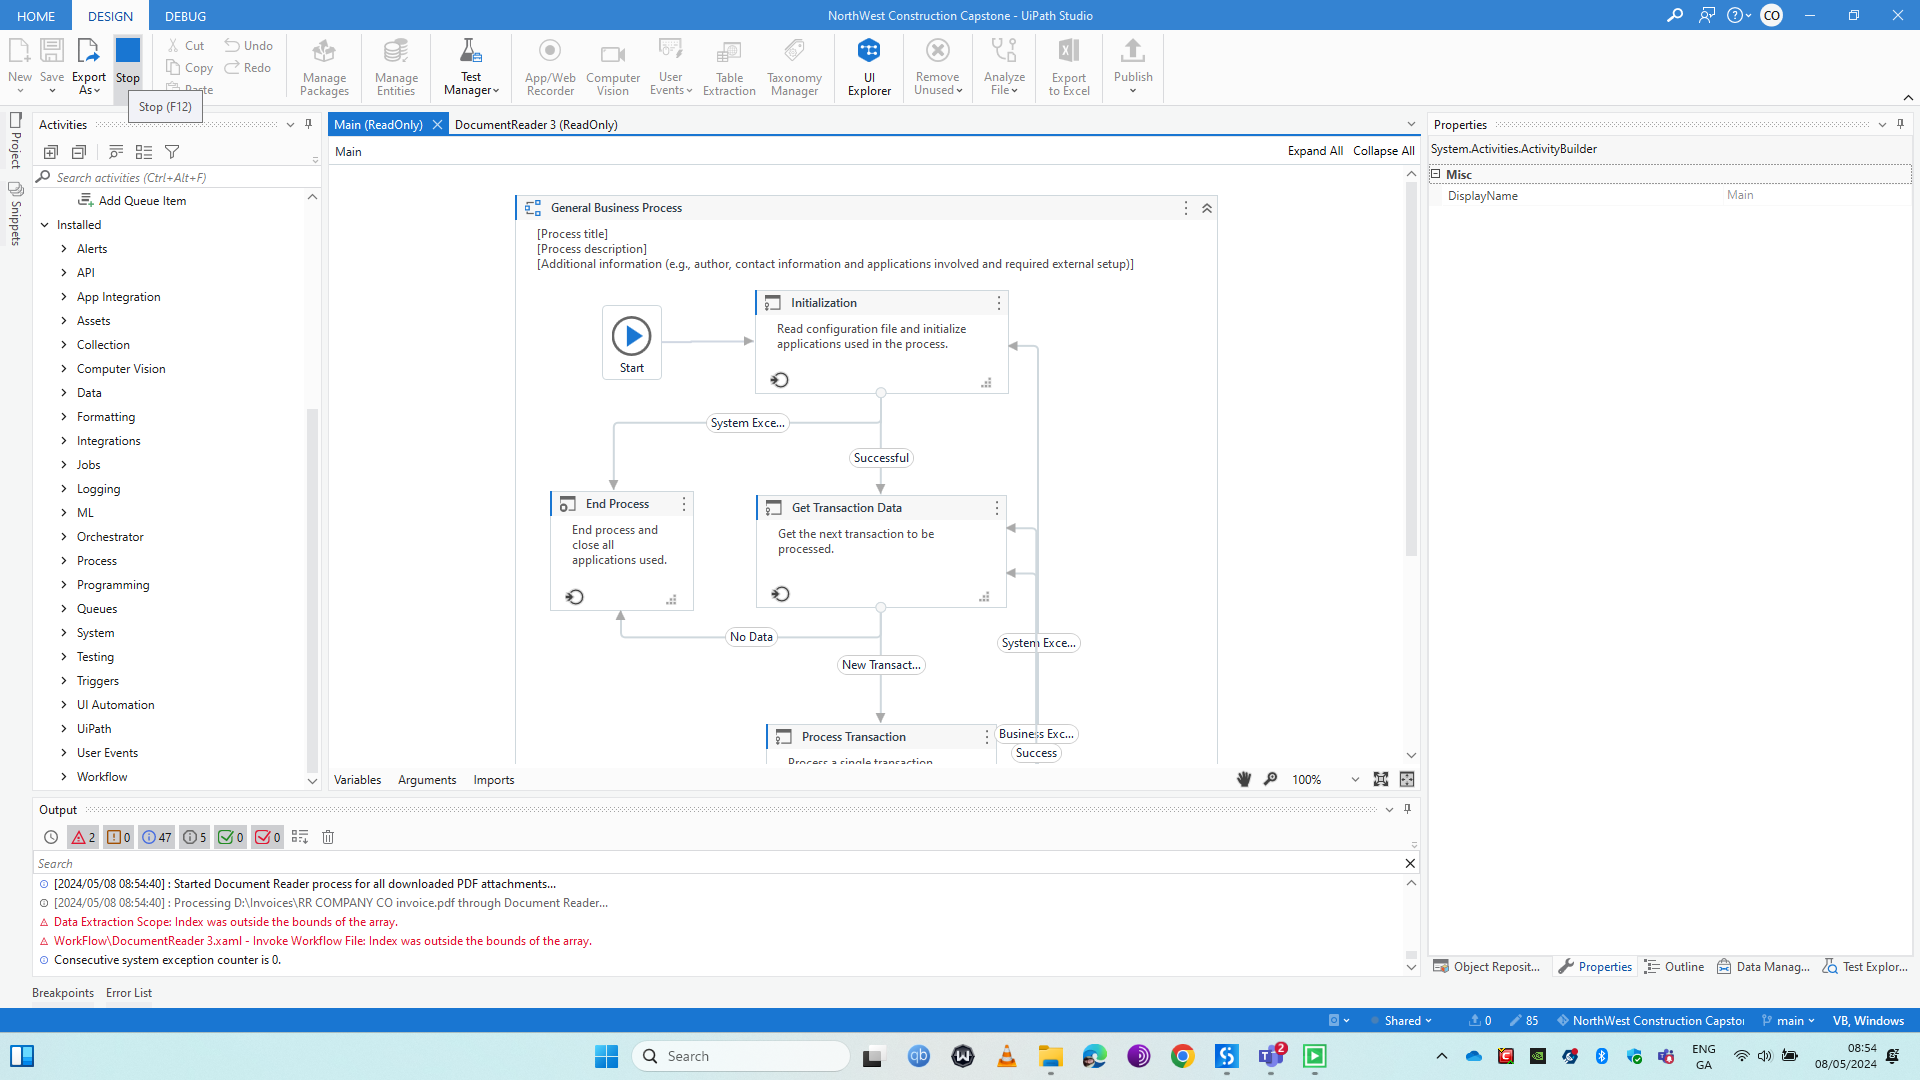 HOME
DESIGN
DEBUG
NorthWest Construction Capstone - UiPath Studio
CO
New
Save
Export As
Stop
Cut
Copy
Paste
Undo
Redo
Manage Packages
Manage Entities
Test Manager
App/Web Recorder
Computer Vision
User Events
Table Extraction
Taxonomy Manager
UI Explorer
Remove Unused
Analyze File
Export to Excel
Publish
Stop (F12)
Project
Snippets
Activities
Search activities (Ctrl+Alt+F)
Add Queue Item
Installed
Alerts
API
App Integration
Assets
Collection
Computer Vision
Data
Formatting
Integrations
Jobs
Logging
ML
Orchestrator
Process
Programming
Queues
System
Testing
Triggers
UI Automation
UiPath
User Events
Workflow
Main (ReadOnly)
DocumentReader 3 (ReadOnly)
Main
Expand All
Collapse All
General Business Process
[Process title]
[Process description]
[Additional information (e.g., author, contact information and applications involved and required external setup)]
Start
Initialization
Read configuration file and initialize
applications used in the process.
System Exce...
Successful
End Process
End process and
close all
applications used.
Get Transaction Data
Get the next transaction to be
processed.
No Data
New Transact...
System Exce...
Process Transaction
Process a single transaction
Business Exc...
Success
Variables
Arguments
Imports
100%
Properties
System.Activities.ActivityBuilder
Misc
DisplayName
Main
Output
2
0
47
5
0
0
Search
[2024/05/08 08:54:40] : Started Document Reader process for all downloaded PDF attachments...
[2024/05/08 08:54:40] : Processing D:\Invoices\RR COMPANY CO invoice.pdf through Document Reader...
Data Extraction Scope: Index was outside the bounds of the array.
WorkFlow\DocumentReader 3.xaml - Invoke Workflow File: Index was outside the bounds of the array.
Consecutive system exception counter is 0.
Object Reposit...
Properties
Outline
Data Manag...
Test Explor...
Breakpoints
Error List
Shared
0
85
NorthWest Construction Capstor
main
VB, Windows
Search
qb
2
ENG
GA
08:54
08/05/2024